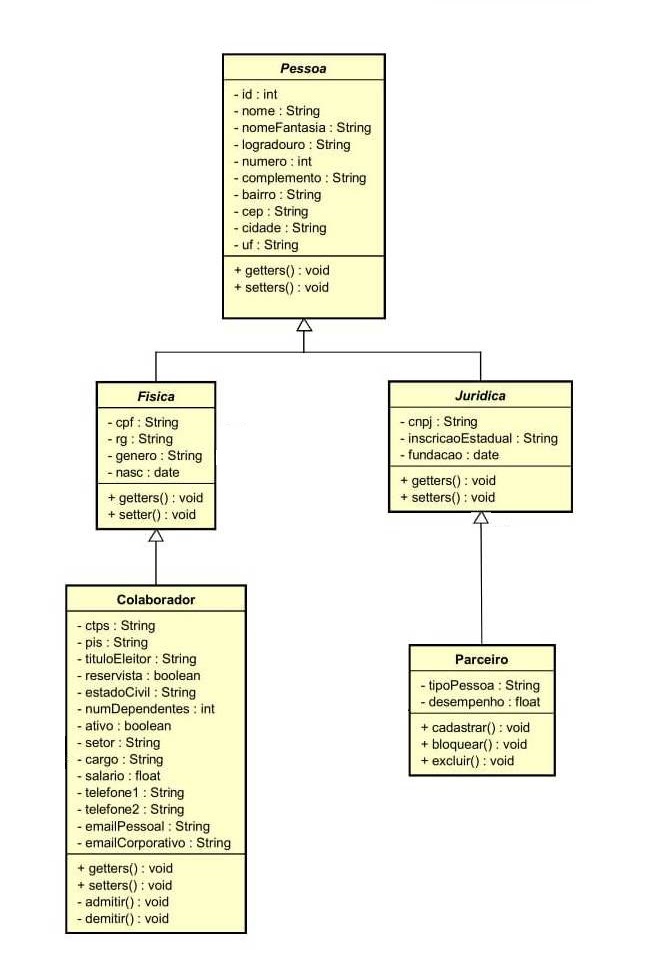 Pessoa
- id : int
- nome : String
- nomeFantasia : String
- logradouro : String
- numero : int
- complemento : String
- bairro : String
- cep : String
- cidade : String
- uf : String
+ getters() : void
+ setters() : void
Fisica
- cpf : String
- rg : String
- genero : String
- nasc : date
+ getters() : void
+ setter() : void
Juridica
- cnpj : String
- inscricaoEstadual : String
- fundacao : date
+ getters() : void
+ setters() : void
Colaborador
- ctps : String
- pis : String
- tituloEleitor : String
- reservista : boolean
- estadoCivil : String
- numDependentes : int
- ativo : boolean
- setor : String
- cargo : String
- salario : float
- telefone1 : String
- telefone2 : String
- emailPessoal : String
- emailCorporativo : String
+ getters() : void
+ setters() : void
- admitir() : void
- demitir() : void
Parceiro
- tipoPessoa : String
- desempenho : float
+ cadastrar() : void
+ bloquear() : void
+ excluir() : void